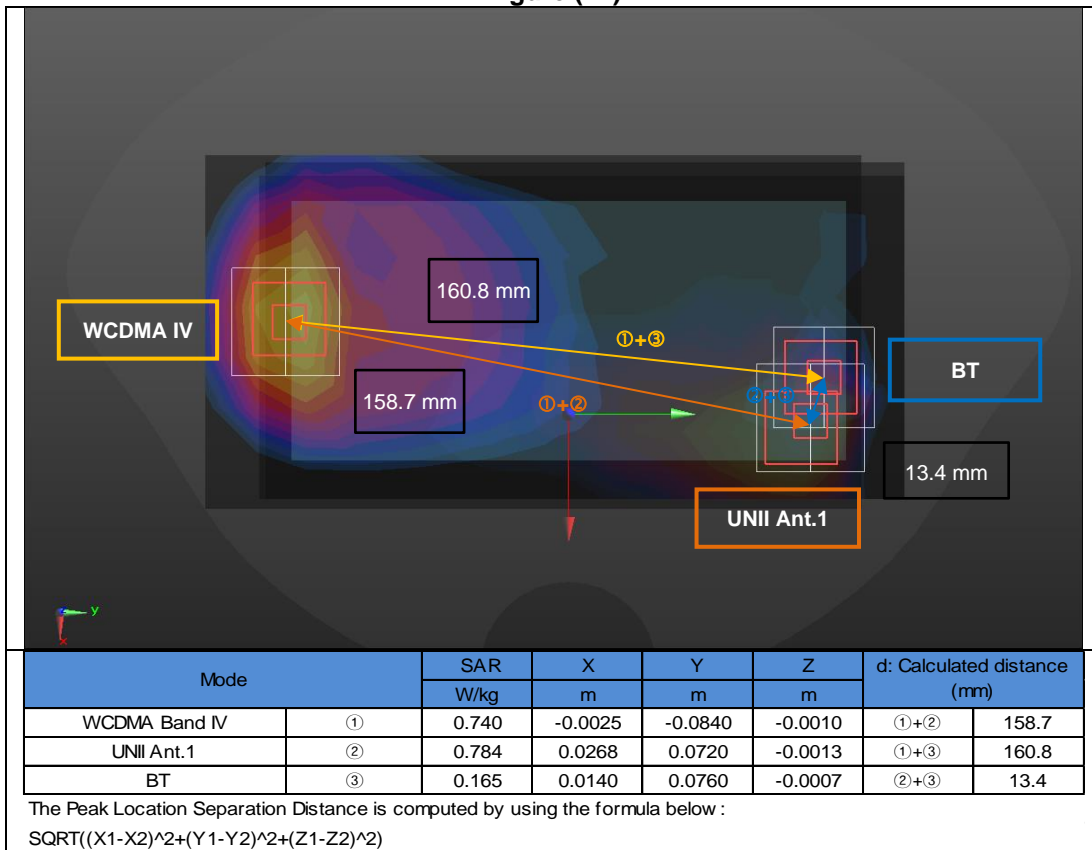 WCDMA IV
160.8 mm
①+③
BT
158.7 mm
①+②
②+③
13.4 mm
UNII Ant.1
y
x
Mode SAR X Y Z d: Calculated distance (mm)
W/kg m m m
WCDMA Band IV ① 0.740 -0.0025 -0.0840 -0.0010 ①+② 158.7
UNII Ant.1 ② 0.784 0.0268 0.0720 -0.0013 ①+③ 160.8
BT ③ 0.165 0.0140 0.0760 -0.0007 ②+③ 13.4
The Peak Location Separation Distance is computed by using the formula below :
SQRT((X1-X2)^2+(Y1-Y2)^2+(Z1-Z2)^2)